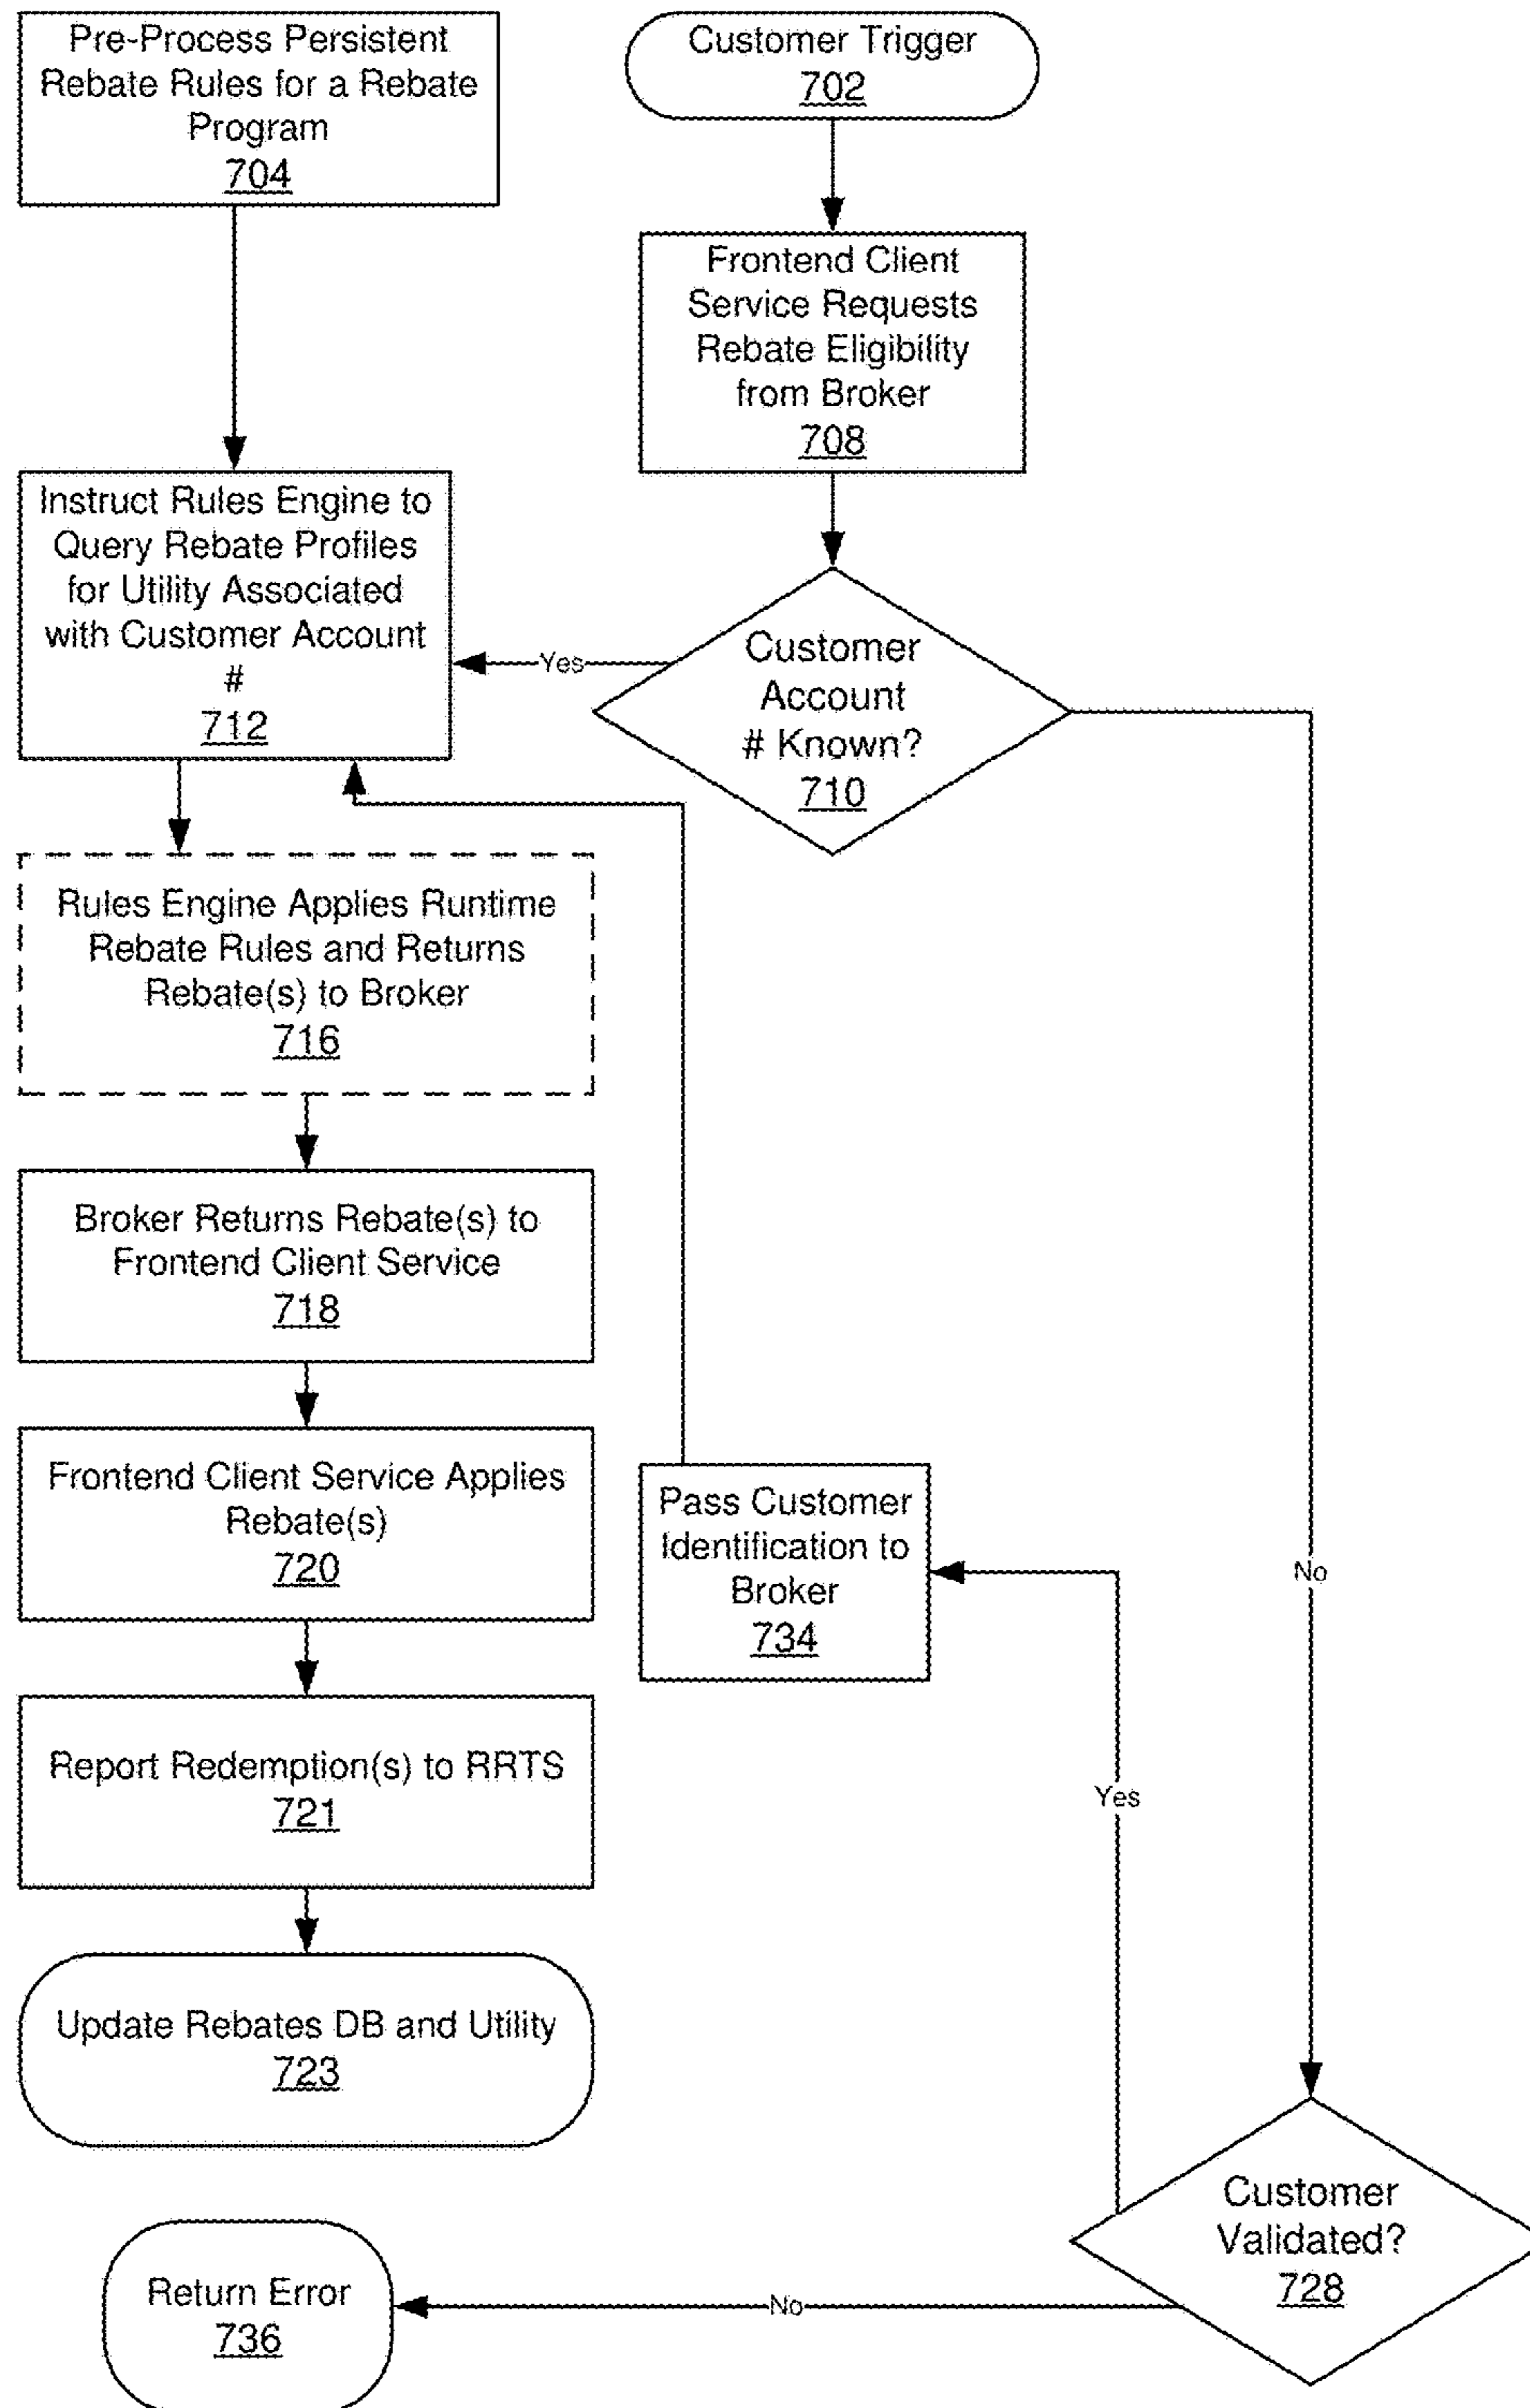 Pre-Process Persistent
Rebate Rules for a Rebate
Program
704
Customer Trigger
702
Frontend Client
Service Requests
Rebate Eligibility
from Broker
708
Instruct Rules Engine to
Query Rebate Profiles
for Utility Associated
with Customer Account
#
712
Yes
Customer
Account
# Known?
710
Rules Engine Applies Runtime
Rebate Rules and Returns
Rebate(s) to Broker
716
Broker Returns Rebate(s) to
Frontend Client Service
718
Frontend Client Service Applies
Rebate(s)
720
Pass Customer
Identification to
Broker
734
No
Report Redemption(s) to RRTS
721
Yes
Update Rebates DB and Utility
723
Customer
Validated?
728
No
Return Error
736